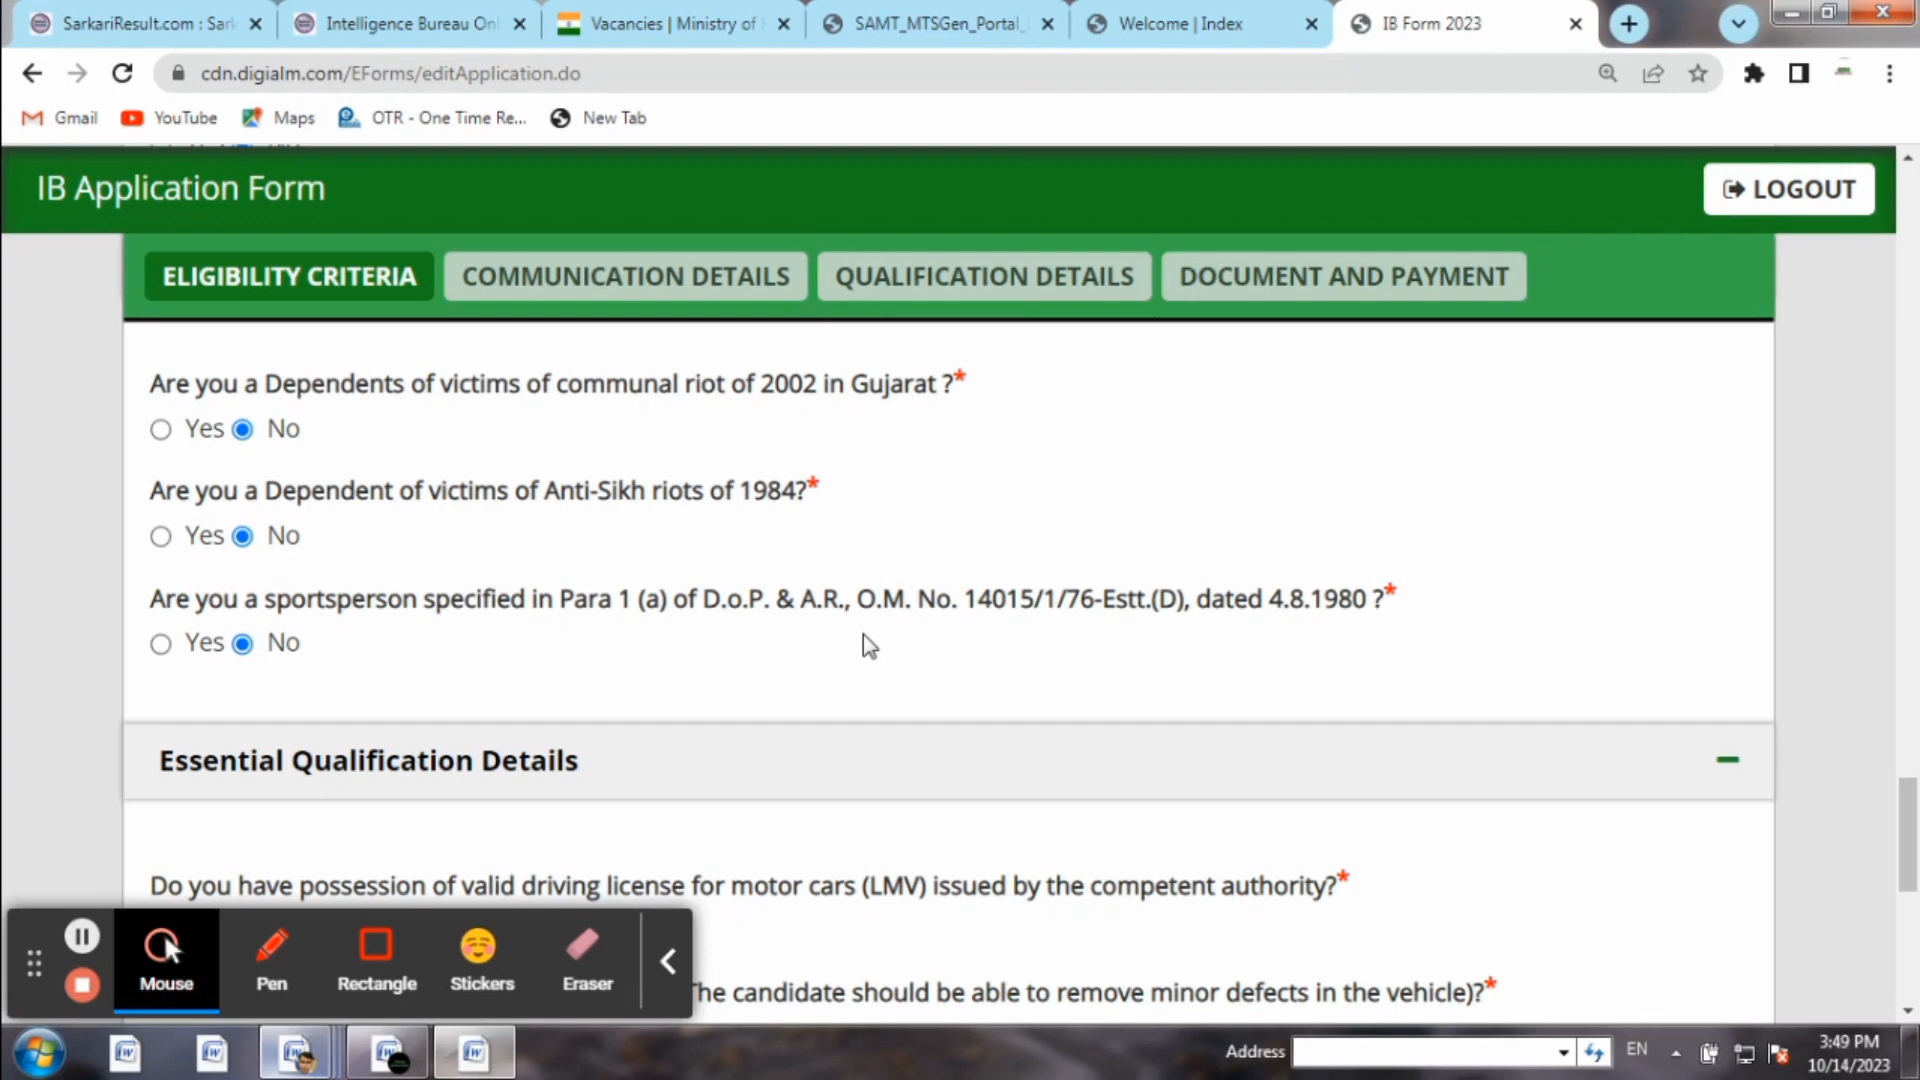 SarkariResult.com : Sark
Intelligence Bureau Onl
Vacancies | Ministry of
SAMT_MTSGen_Portal_
Welcome | Index
IB Form 2023
cdn.digialm.com/EForms/editApplication.do
Gmail
YouTube
Maps
OTR - One Time Re...
New Tab
IB Application Form
LOGOUT
ELIGIBILITY CRITERIA
COMMUNICATION DETAILS
QUALIFICATION DETAILS
DOCUMENT AND PAYMENT
Are you a Dependents of victims of communal riot of 2002 in Gujarat ?*
Yes No
Are you a Dependent of victims of Anti-Sikh riots of 1984?*
Yes No
Are you a sportsperson specified in Para 1 (a) of D.o.P. & A.R., O.M. No. 14015/1/76-Estt.(D), dated 4.8.1980 ?*
Yes No
Essential Qualification Details
Do you have possession of valid driving license for motor cars (LMV) issued by the competent authority?*
he candidate should be able to remove minor defects in the vehicle)?*
Mouse
Pen
Rectangle
Stickers
Eraser
Address
EN
3:49 PM
10/14/2023